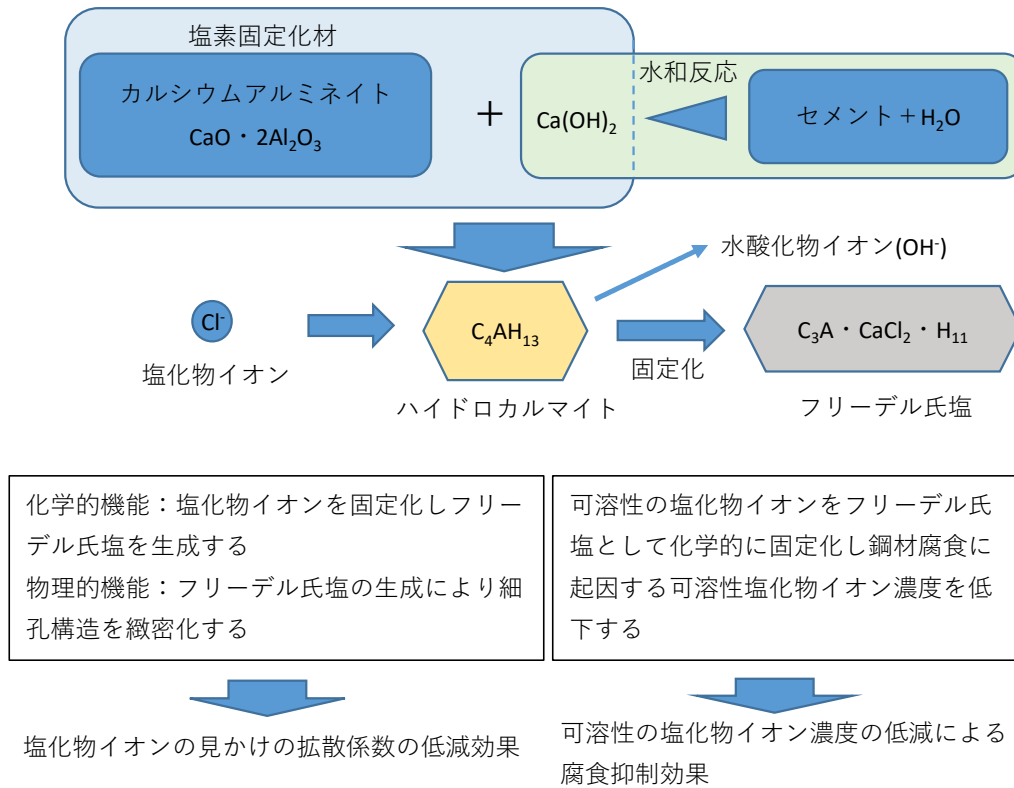 塩素固定化材
カルシウムアルミネイト
CaO・2Al₂O₃
+
水和反応
Ca(OH)₂
セメント＋H₂O
水酸化物イオン(OH⁻)
Cl⁻
塩化物イオン
C₄AH₁₃
ハイドロカルマイト
固定化
C₃A・CaCl₂・H₁₁
フリーデル氏塩
化学的機能：塩化物イオンを固定化しフリー
デル氏塩を生成する
物理的機能：フリーデル氏塩の生成により細
孔構造を緻密化する
可溶性の塩化物イオンをフリーデル氏
塩として化学的に固定化し鋼材腐食に
起因する可溶性塩化物イオン濃度を低
下する
塩化物イオンの見かけの拡散係数の低減効果
可溶性の塩化物イオン濃度の低減による
腐食抑制効果